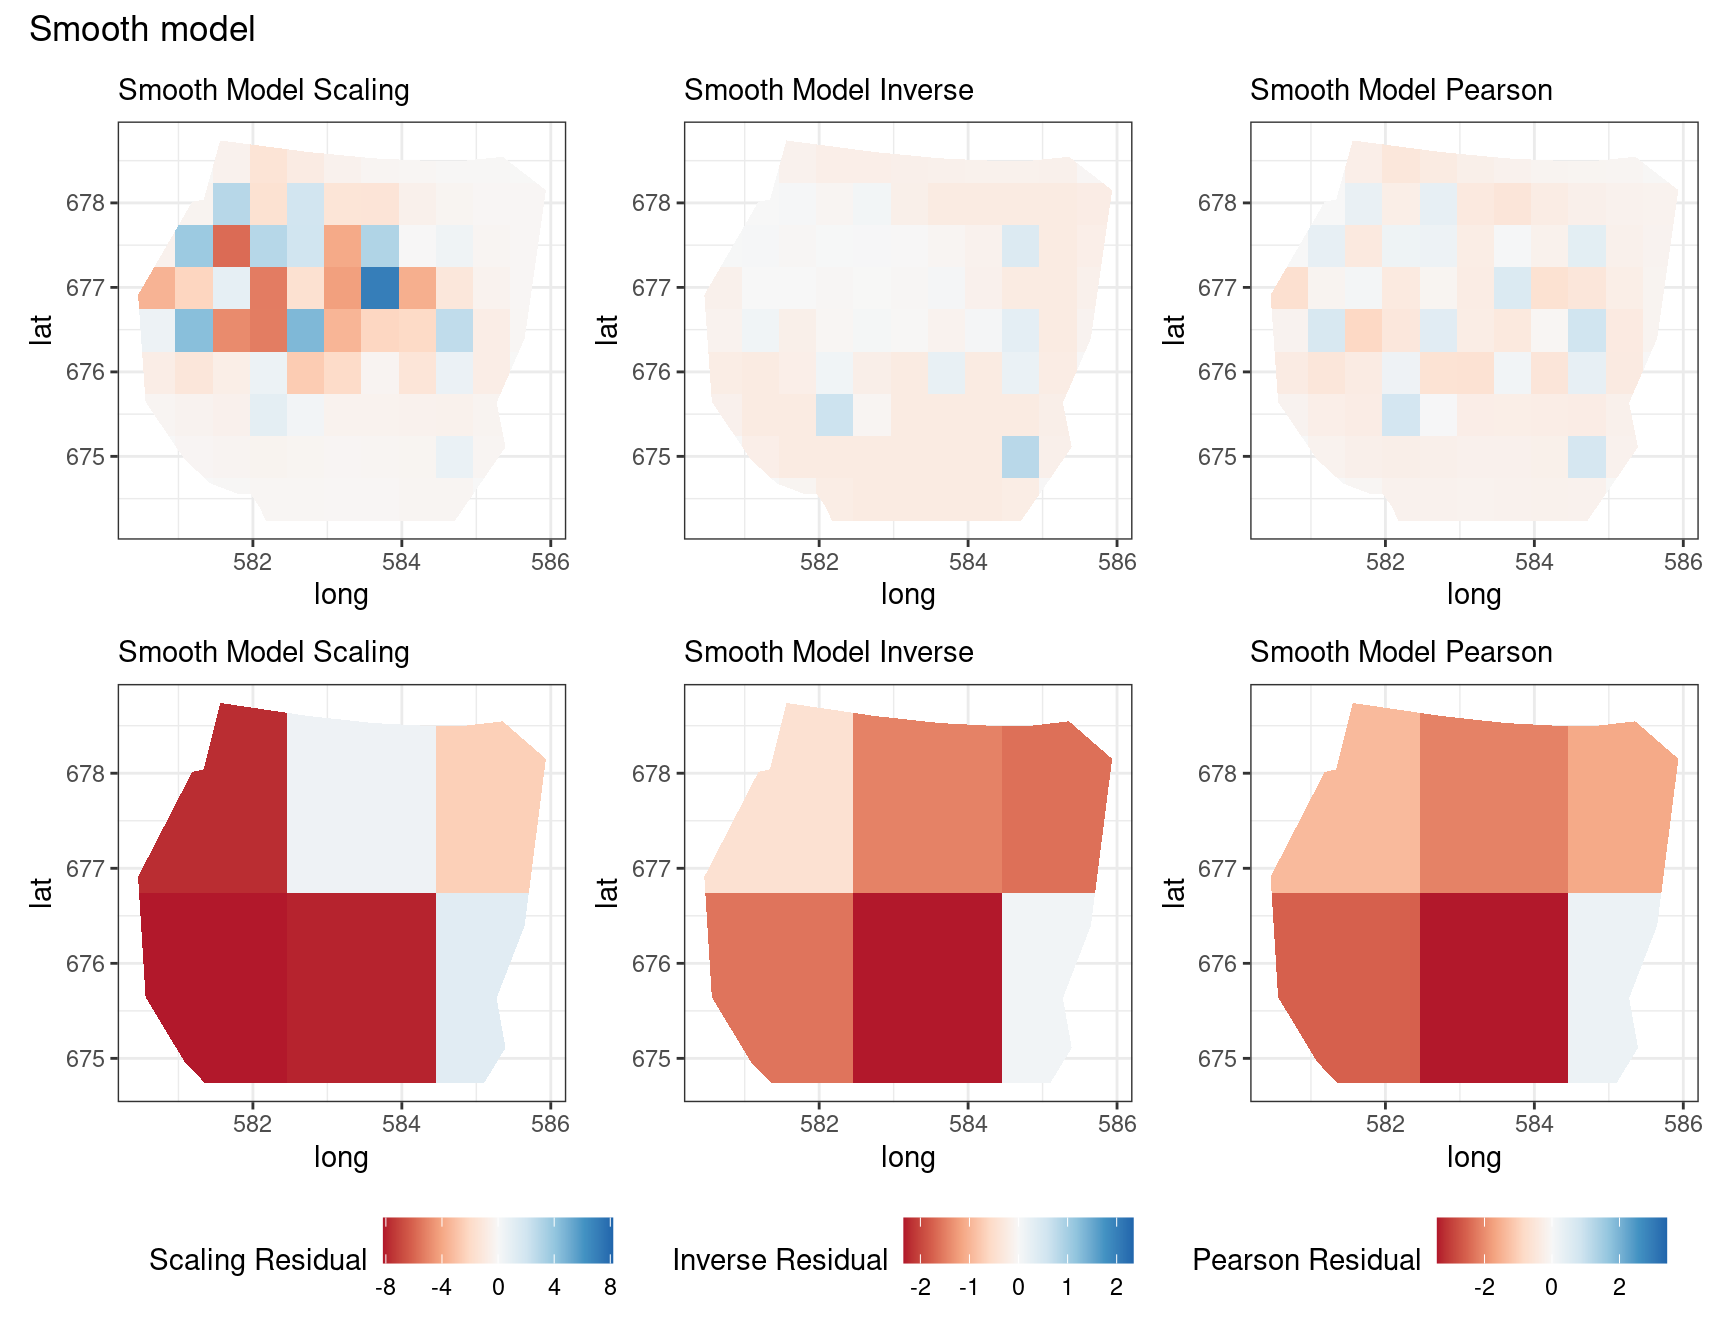 Smooth model
Smooth Model Scaling
Smooth Model Inverse
Smooth Model Pearson
678
677
676
675
lat
582
584
586
long
678
677
676
675
lat
582
584
586
long
678
677
676
675
lat
582
584
586
long
Smooth Model Scaling
Smooth Model Inverse
Smooth Model Pearson
678
677
676
675
lat
582
584
586
long
678
677
676
675
lat
582
584
586
long
678
677
676
675
lat
582
584
586
long
Scaling Residual
-8 -4 0 4 8
Inverse Residual
-2 -1 0 1 2
Pearson Residual
-2 0 2